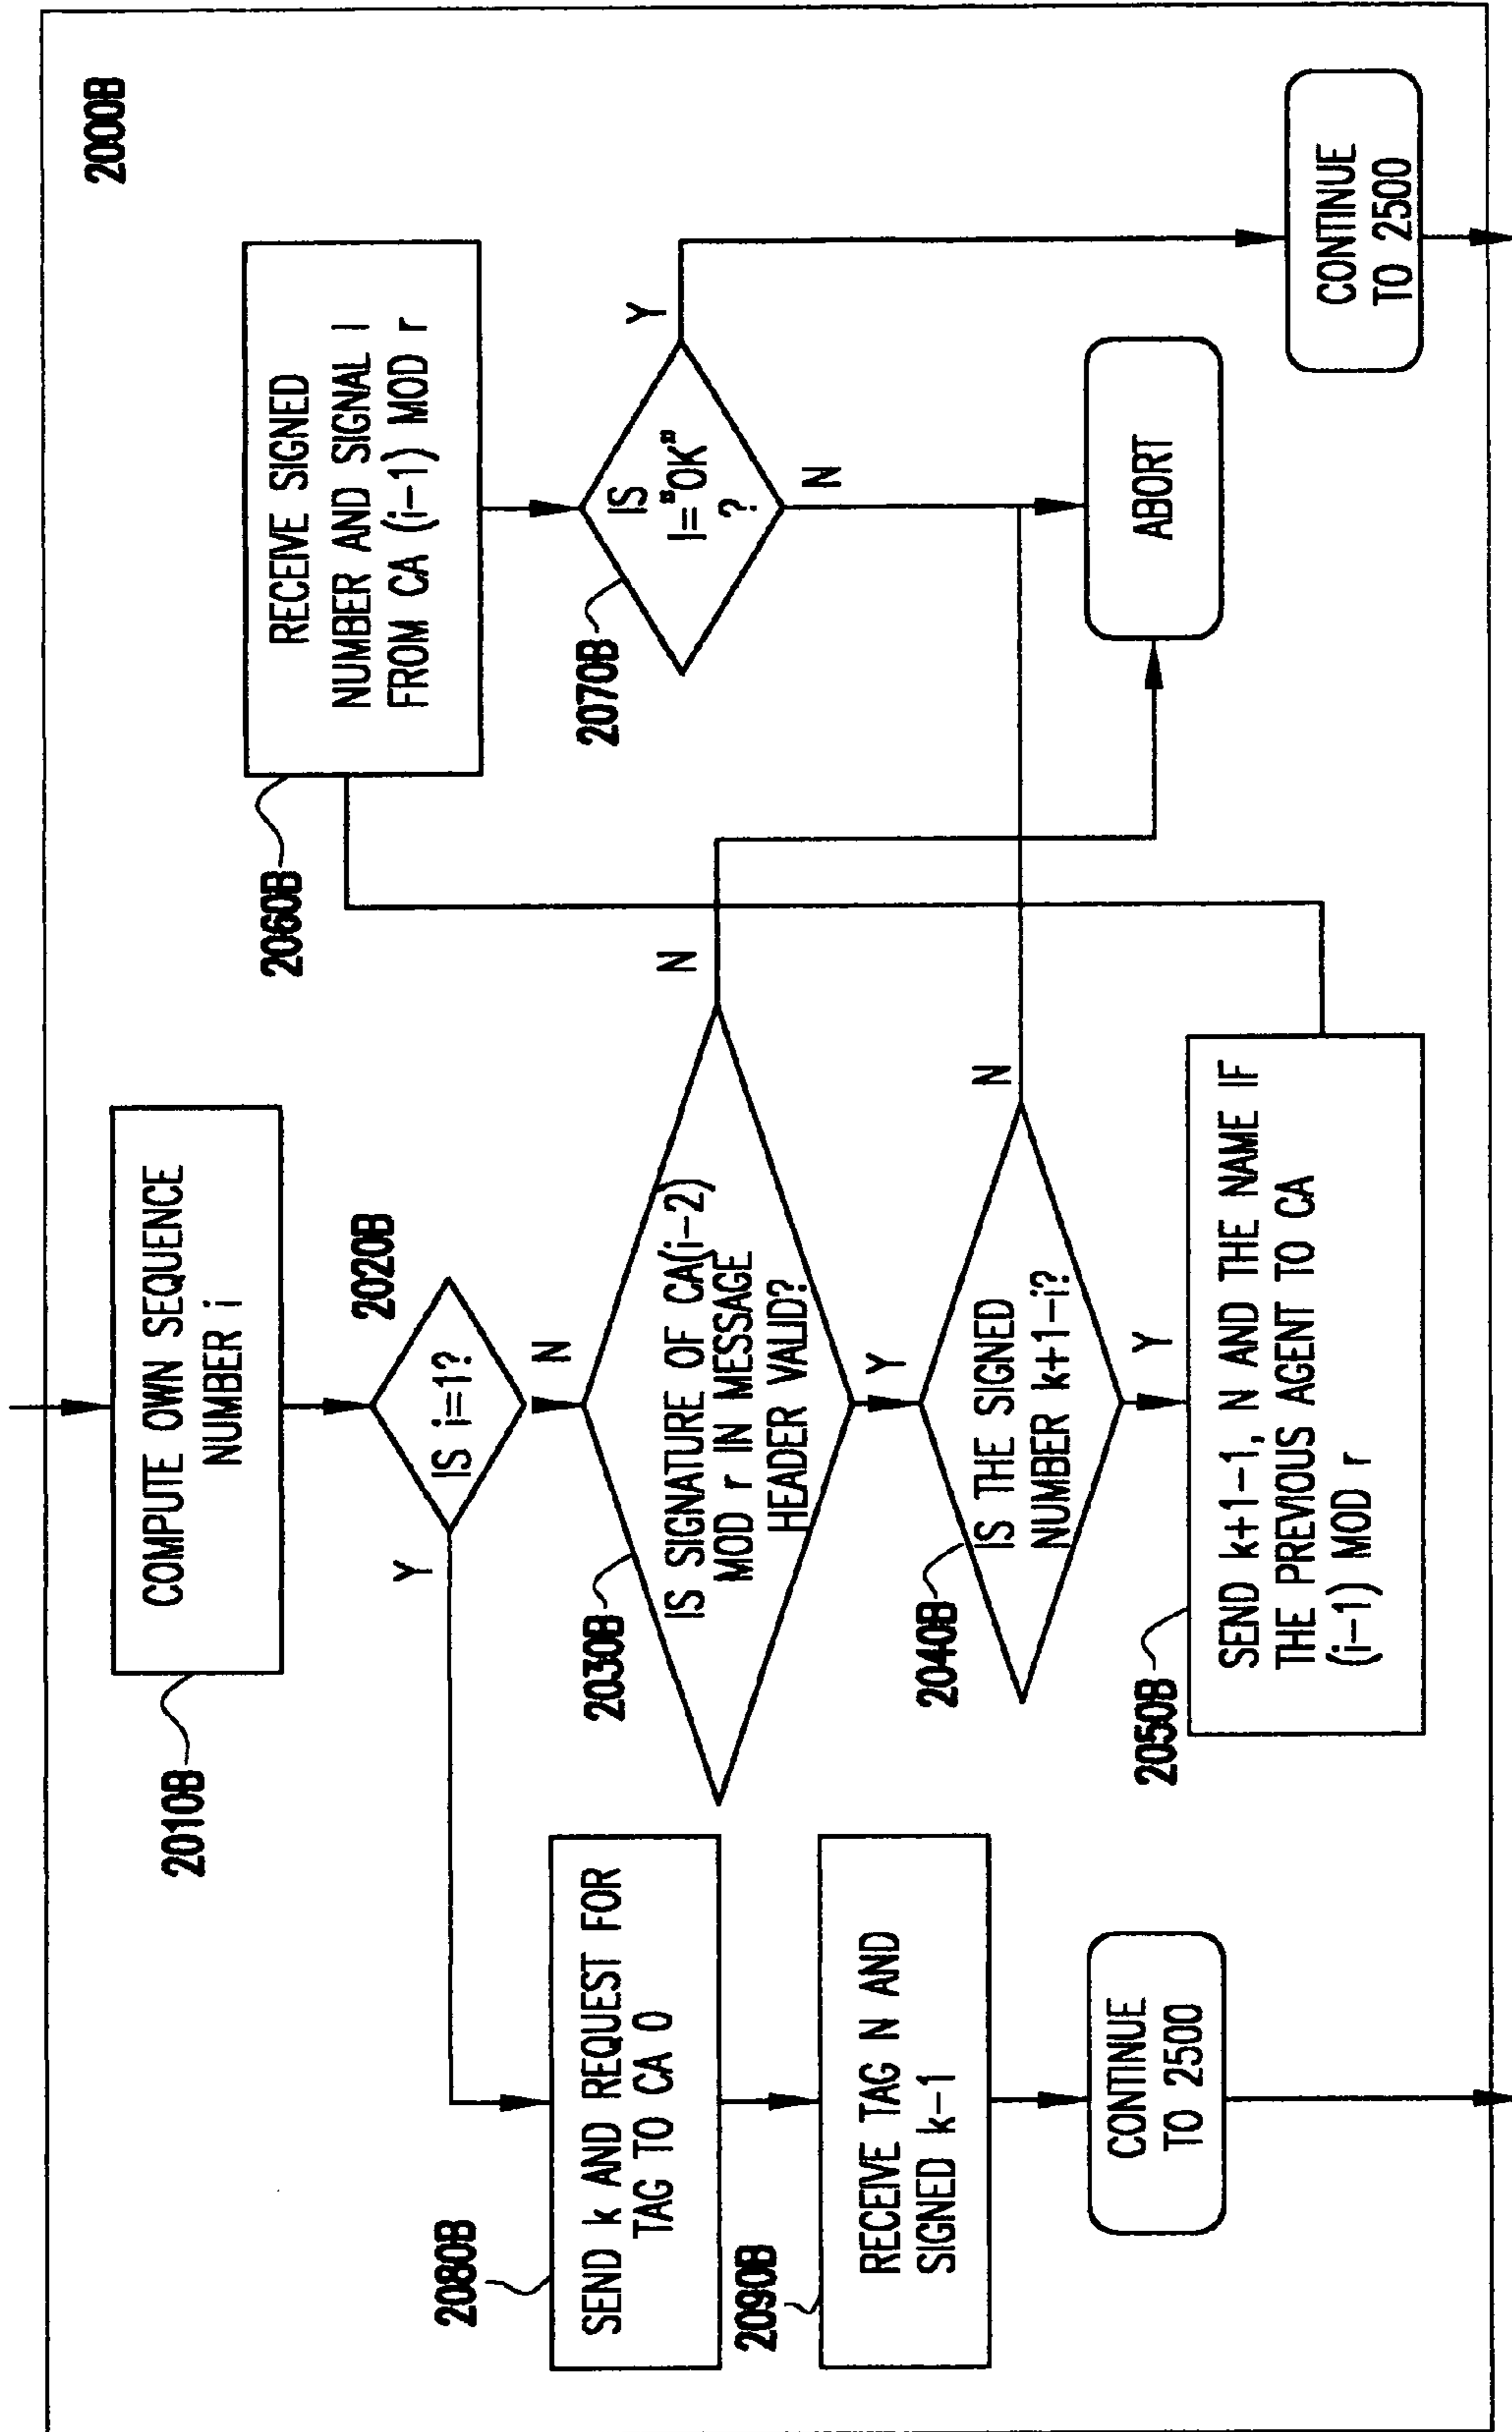 2000B
COMPUTE OWN SEQUENCE
NUMBER i
2010B
IS i=1?
2020B
Y
N
SEND k AND REQUEST FOR
TAG TO CA 0
2080B
RECEIVE TAG N AND
SIGNED k-1
2090B
CONTINUE
TO 2500
IS SIGNATURE OF CA(i-2)
MOD r IN MESSAGE
HEADER VALID?
2030B
N
Y
IS THE SIGNED
NUMBER k+1-i?
2040B
N
Y
SEND k+1-1, N AND THE NAME IF
THE PREVIOUS AGENT TO CA
(i-1) MOD r
2050B
RECEIVE SIGNED
NUMBER AND SIGNAL I
FROM CA (i-1) MOD r
2060B
IS
I="OK"
?
2070B
Y
N
ABORT
CONTINUE
TO 2500